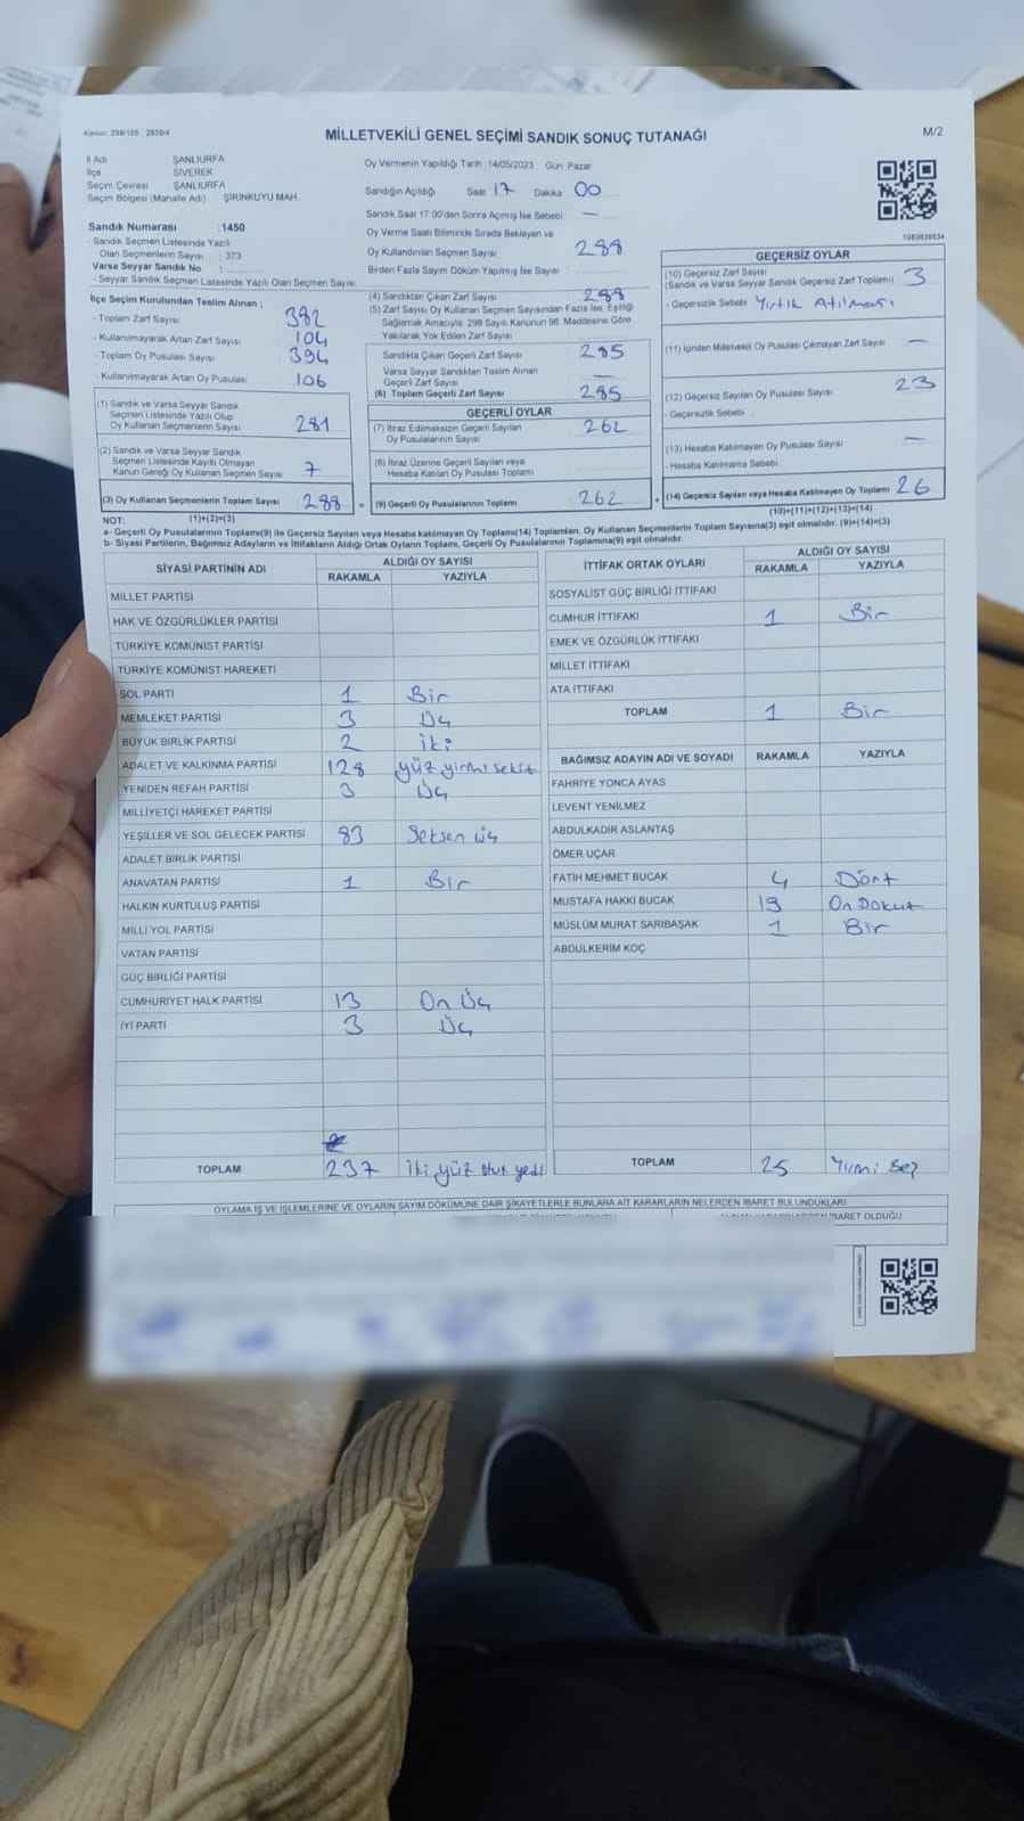 MİLLETVEKİLİ GENEL SEÇİMİ SANDIK SONUÇ TUTANAĞI
M/2
İl Adı ŞANLIURFA
İlçe SİVEREK
Seçim Çevresi ŞANLIURFA
Seçim Bölgesi (Mahalle Adı) ŞİRİNKUYU MAH.
Oy Vermenin Yapıldığı Tarih :14/05/2023 Gün: Pazar
Sandığın Açıldığı Saat 17 Dakika 00
Sandık Saat 17:00'dan Sonra Açılmış İse Sebebi: —
Oy Verme Saati Bitiminde Sırada Bekleyen ve
Oy Kullandırılan Seçmen Sayısı 288
Birden Fazla Sayım Döküm Yapılmış İse Sayısı
Sandık Numarası :1450
- Sandık Seçmen Listesinde Yazılı
Olan Seçmenlerin Sayısı : 373
Varsa Seyyar Sandık No :
- Seyyar Sandık Seçmen Listesinde Yazılı Olan Seçmen Sayısı:
İlçe Seçim Kurulundan Teslim Alınan ;
- Toplam Zarf Sayısı 382
- Kullanılmayarak Artan Zarf Sayısı 104
- Toplam Oy Pusulası Sayısı 394
- Kullanılmayarak Artan Oy Pusulası 106
(1) Sandık ve Varsa Seyyar Sandık
Seçmen Listesinde Yazılı Olup
Oy Kullanan Seçmenlerin Sayısı 281
(2) Sandık ve Varsa Seyyar Sandık
Seçmen Listesinde Kayıtlı Olmayan
Kanun Gereği Oy Kullanan Seçmen Sayısı 7
(3) Oy Kullanan Seçmenlerin Toplam Sayısı 288
(1)+(2)=(3)
(4) Sandıktan Çıkan Zarf Sayısı 288
(5) Zarf Sayısı Oy Kullanan Seçmen Sayısından Fazla İse, Eşitliği
Sağlamak Amacıyla, 298 Sayılı Kanunun 98. Maddesine Göre
Yakılarak Yok Edilen Zarf Sayısı
Sandıkta Çıkan Geçerli Zarf Sayısı 285
Varsa Seyyar Sandıktan Teslim Alınan
Geçerli Zarf Sayısı —
(6) Toplam Geçerli Zarf Sayısı 285
GEÇERLİ OYLAR
(7) İtiraz Edilmeksizin Geçerli Sayılan
Oy Pusulalarının Sayısı 262
(8) İtiraz Üzerine Geçerli Sayılan veya
Hesaba Katılan Oy Pusulası Toplamı
= (9) Geçerli Oy Pusulalarının Toplamı 262
GEÇERSİZ OYLAR
(10) Geçersiz Zarf Sayısı
(Sandık ve Varsa Seyyar Sandık Geçersiz Zarf Toplamı) 3
- Geçersizlik Sebebi: Yırtık Atılması
(11) İçinden Milletvekili Oy Pusulası Çıkmayan Zarf Sayısı —
(12) Geçersiz Sayılan Oy Pusulası Sayısı 23
- Geçersizlik Sebebi
(13) Hesaba Katılmayan Oy Pusulası Sayısı —
- Hesaba Katılmama Sebebi
+ (14) Geçersiz Sayılan veya Hesaba Katılmayan Oy Toplamı 26
(10)+(11)+(12)+(13)=(14)
NOT:
a- Geçerli Oy Pusulalarının Toplamı(9) ile Geçersiz Sayılan veya Hesaba katılmayan Oy Toplamı(14) Toplamları, Oy Kullanan Seçmenlerin Toplam Sayısına(3) eşit olmalıdır. (9)+(14)=(3)
b- Siyasi Partilerin, Bağımsız Adayların ve İttifakların Aldığı Ortak Oyların Toplamı, Geçerli Oy Pusulalarının Toplamına(9) eşit olmalıdır.
SİYASİ PARTİNİN ADI ALDIĞI OY SAYISI
RAKAMLA YAZIYLA
MİLLET PARTİSİ
HAK VE ÖZGÜRLÜKLER PARTİSİ
TÜRKİYE KOMÜNİST PARTİSİ
TÜRKİYE KOMÜNİST HAREKETİ
SOL PARTİ 1 Bir
MEMLEKET PARTİSİ 3 Üç
BÜYÜK BİRLİK PARTİSİ 2 iki
ADALET VE KALKINMA PARTİSİ 128 yüz yirmi sekiz
YENİDEN REFAH PARTİSİ 3 Üç
MİLLİYETÇİ HAREKET PARTİSİ
YEŞİLLER VE SOL GELECEK PARTİSİ 83 Seksen üç
ADALET BİRLİK PARTİSİ
ANAVATAN PARTİSİ 1 Bir
HALKIN KURTULUŞ PARTİSİ
MİLLİ YOL PARTİSİ
VATAN PARTİSİ
GÜÇ BİRLİĞİ PARTİSİ
CUMHURİYET HALK PARTİSİ 13 On Üç
İYİ PARTİ 3 Üç
TOPLAM 237 iki yüz otuz yedi
İTTİFAK ORTAK OYLARI ALDIĞI OY SAYISI
RAKAMLA YAZIYLA
SOSYALİST GÜÇ BİRLİĞİ İTTİFAKI
CUMHUR İTTİFAKI 1 Bir
EMEK VE ÖZGÜRLÜK İTTİFAKI
MİLLET İTTİFAKI
ATA İTTİFAKI
TOPLAM 1 Bir
BAĞIMSIZ ADAYIN ADI VE SOYADI RAKAMLA YAZIYLA
FAHRİYE YONCA AYAS
LEVENT YENİLMEZ
ABDULKADİR ASLANTAŞ
ÖMER UÇAR
FATİH MEHMET BUCAK 4 Dört
MUSTAFA HAKKI BUCAK 19 On Dokuz
MÜSLÜM MURAT SARIBAŞAK 1 Bir
ABDULKERİM KOÇ
TOPLAM 25 Yirmi beş
OYLAMA İŞ VE İŞLEMLERİNE VE OYLARIN SAYIM DÖKÜMÜNE DAİR ŞİKAYETLERLE BUNLARA AİT KARARLARIN NELERDEN İBARET BULUNDUKLARI